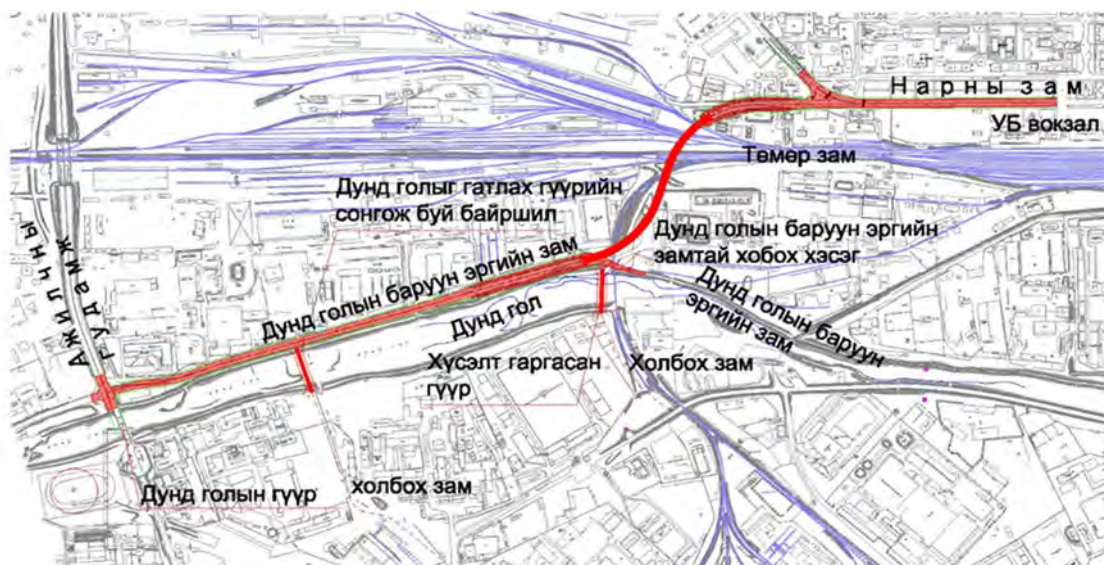 Нарны зам
УБ вокзал
Төмөр зам
Дунд голыг гатлах гүүрийн
сонгож буй байршил
Дунд голын баруун эргийн
замтай хобох хэсэг
Ажилчны
гудамж
Дунд голын баруун эргийн зам
Дунд гол
Дунд голын баруун
эргийн зам
Хүсэлт гаргасан
гүүр
Холбох зам
Дунд голын гүүр
холбох зам